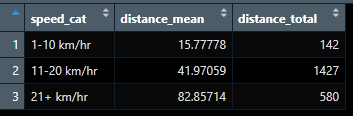 speed_cat distance_mean distance_total
1 1-10 km/hr 15.77778 142
2 11-20 km/hr 41.97059 1427
3 21+ km/hr 82.85714 580